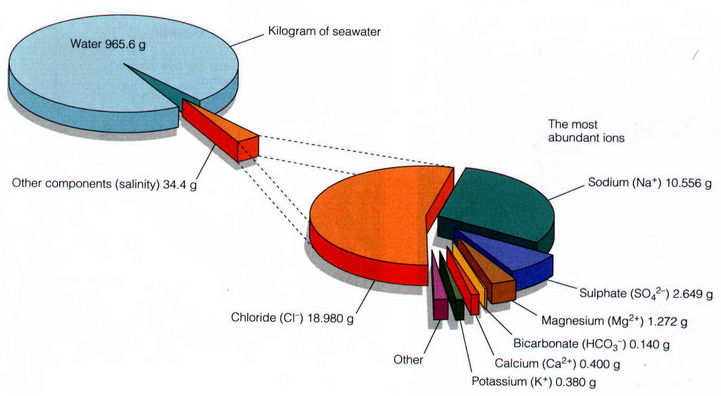 Water 965.6 g
Kilogram of seawater
Other components (salinity) 34.4 g
The most
abundant ions
Sodium (Na⁺) 10.556 g
Sulphate (SO₄²⁻) 2.649 g
Magnesium (Mg²⁺) 1.272 g
Bicarbonate (HCO₃⁻) 0.140 g
Calcium (Ca²⁺) 0.400 g
Potassium (K⁺) 0.380 g
Other
Chloride (Cl⁻) 18.980 g